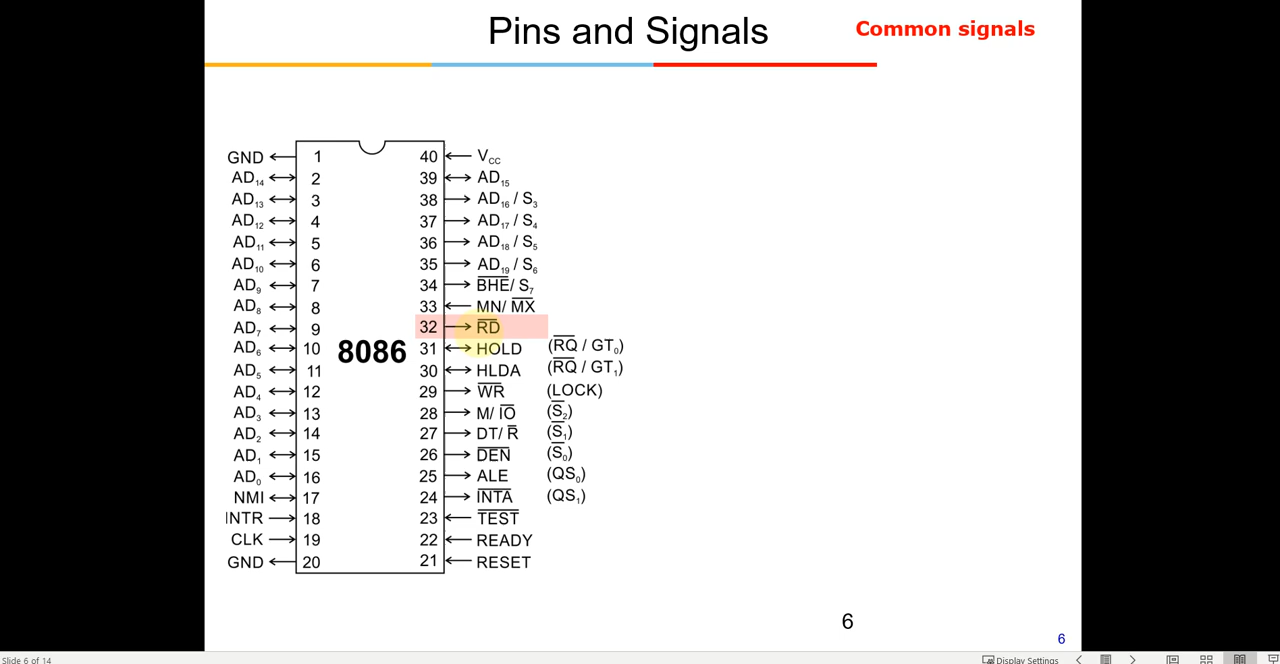 Pins and Signals
Common signals
GND 1 40 Vcc
AD14 2 39 AD15
AD13 3 38 AD16 / S3
AD12 4 37 AD17 / S4
AD11 5 36 AD18 / S5
AD10 6 35 AD19 / S6
AD9 7 34 BHE/ S7
AD8 8 33 MN/ MX
AD7 9 32 RD
AD6 10 31 HOLD (RQ / GT0)
8086
AD5 11 30 HLDA (RQ / GT1)
AD4 12 29 WR (LOCK)
AD3 13 28 M/ IO (S2)
AD2 14 27 DT/ R (S1)
AD1 15 26 DEN (S0)
AD0 16 25 ALE (QS0)
NMI 17 24 INTA (QS1)
INTR 18 23 TEST
CLK 19 22 READY
GND 20 21 RESET
6
6
Slide 6 of 14
Display Settings